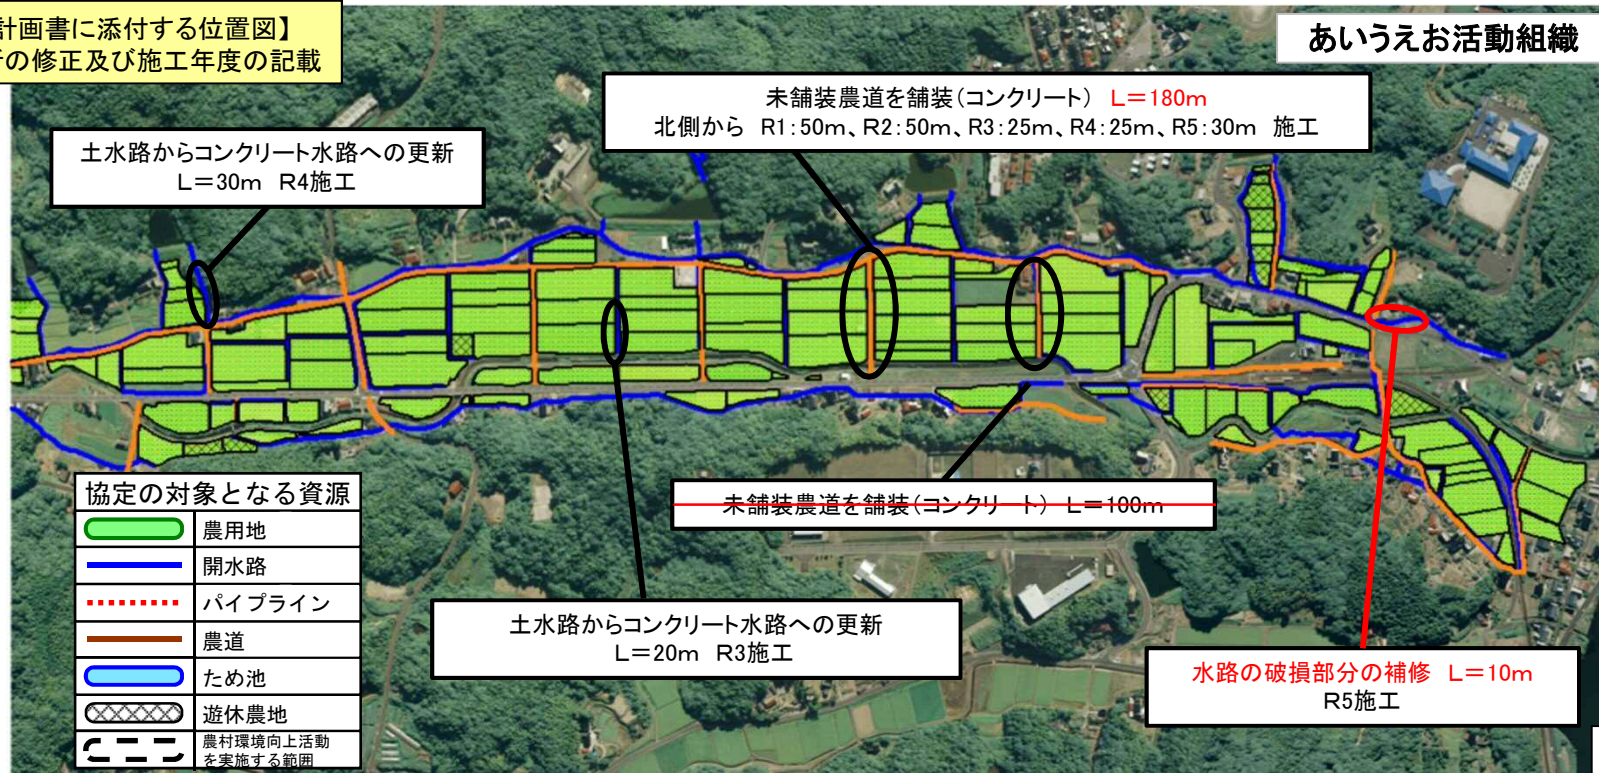 計画書に添付する位置図】
の修正及び施工年度の記載
あいうえお活動組織
未舗装農道を舗装(コンクリート) L=180m
北側から R1:50m、R2:50m、R3:25m、R4:25m、R5:30m 施工
土水路からコンクリート水路への更新
L=30m R4施工
未舗装農道を舗装(コンクリート) L=100m
土水路からコンクリート水路への更新
L=20m R3施工
水路の破損部分の補修 L=10m
R5施工
協定の対象となる資源
農用地
開水路
パイプライン
農道
ため池
遊休農地
農村環境向上活動
を実施する範囲